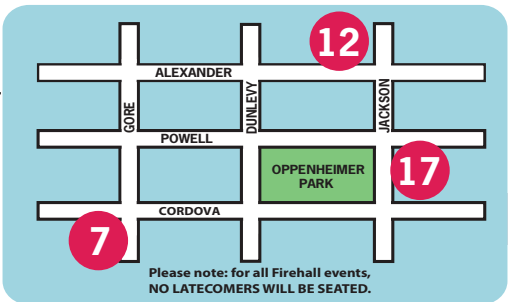 12
ALEXANDER
GORE
DUNLEVY
JACKSON
POWELL
OPPENHEIMER
PARK
17
CORDOVA
7
Please note: for all Firehall events,
NO LATECOMERS WILL BE SEATED.